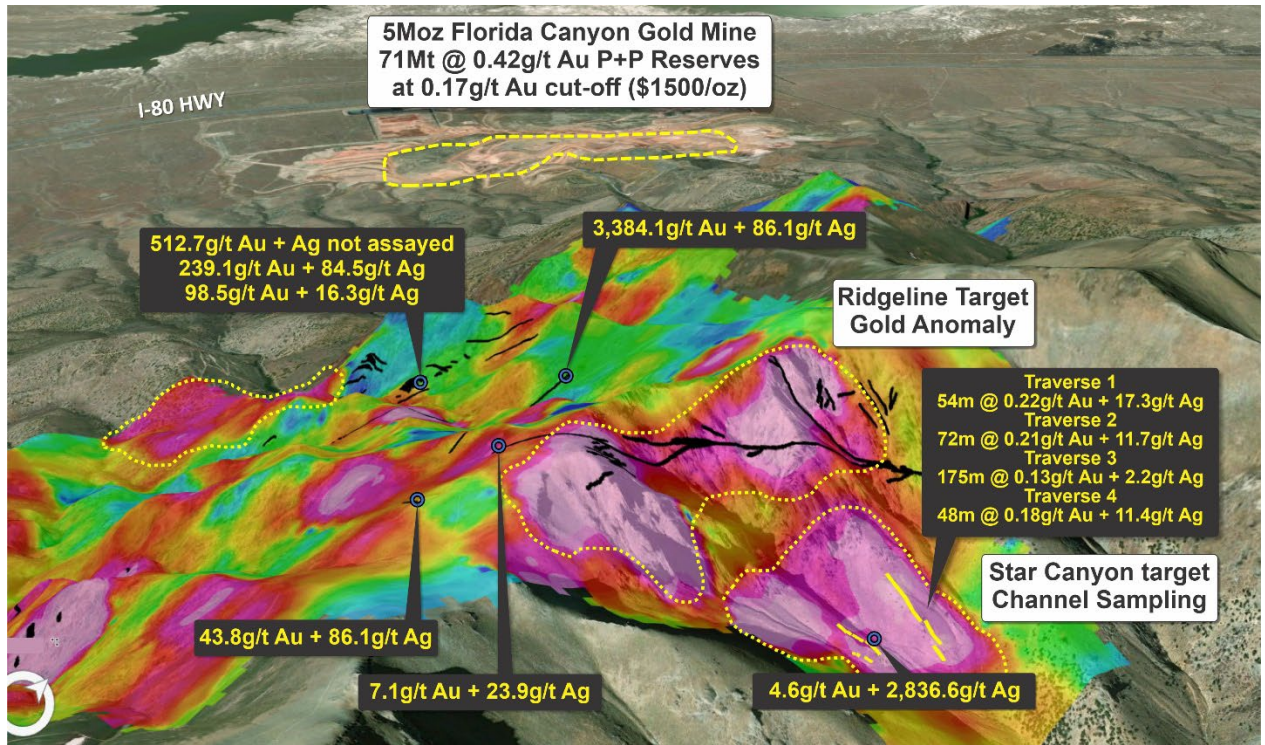 5Moz Florida Canyon Gold Mine
71Mt @ 0.42g/t Au P+P Reserves
at 0.17g/t Au cut-off ($1500/oz)
I-80 HWY
512.7g/t Au + Ag not assayed
239.1g/t Au + 84.5g/t Ag
98.5g/t Au + 16.3g/t Ag
3,384.1g/t Au + 86.1g/t Ag
Ridgeline Target
Gold Anomaly
Traverse 1
54m @ 0.22g/t Au + 17.3g/t Ag
Traverse 2
72m @ 0.21g/t Au + 11.7g/t Ag
Traverse 3
175m @ 0.13g/t Au + 2.2g/t Ag
Traverse 4
48m @ 0.18g/t Au + 11.4g/t Ag
Star Canyon target
Channel Sampling
43.8g/t Au + 86.1g/t Ag
7.1g/t Au + 23.9g/t Ag
4.6g/t Au + 2,836.6g/t Ag